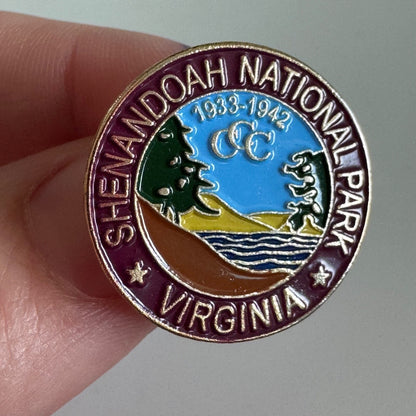 SHENANDOAH NATIONAL PARK
1933-1942
CCC
VIRGINIA